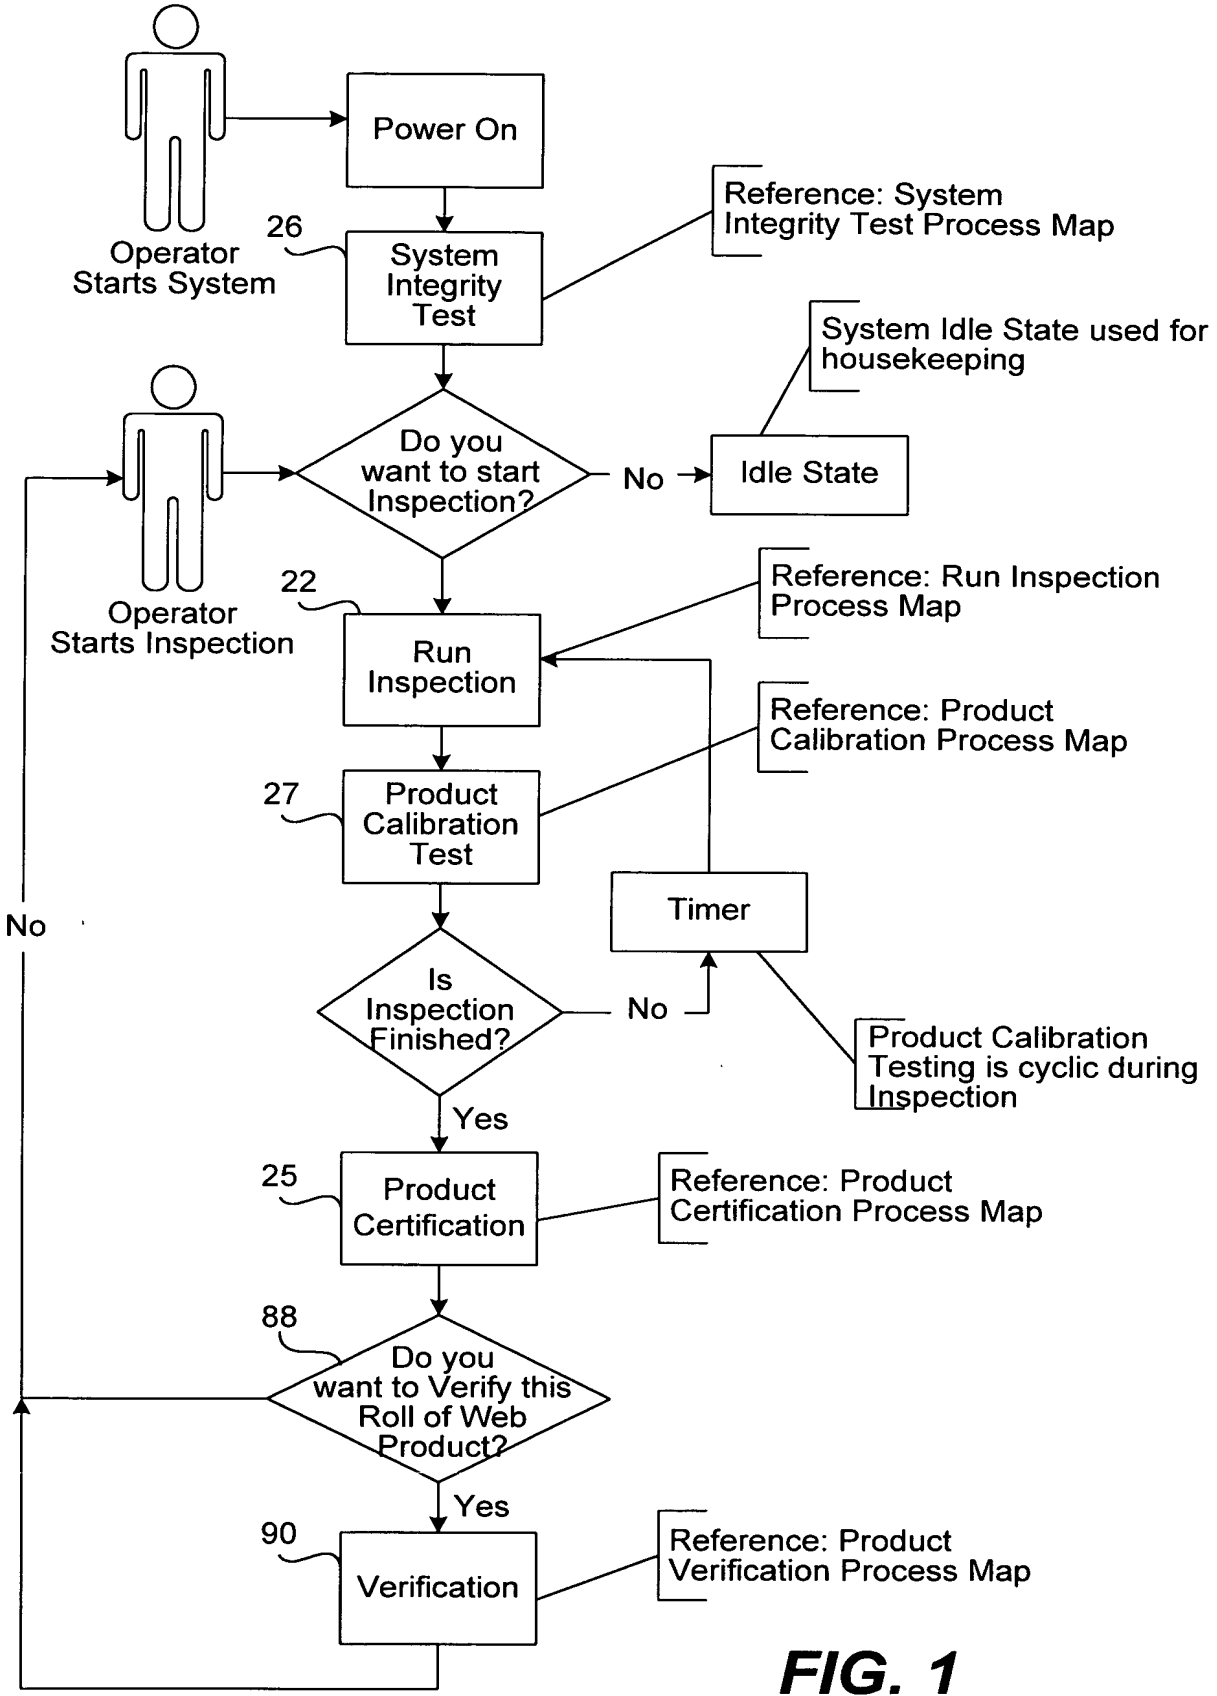 Power On
Operator
Starts System
26
System
Integrity
Test
Reference: System
Integrity Test Process Map
System Idle State used for
housekeeping
Do you
want to start
Inspection?
No
Idle State
Operator
Starts Inspection
22
Run
Inspection
Reference: Run Inspection
Process Map
Reference: Product
Calibration Process Map
27
Product
Calibration
Test
Timer
No
Is
Inspection
Finished?
No
Product Calibration
Testing is cyclic during
Inspection
Yes
25
Product
Certification
Reference: Product
Certification Process Map
88
Do you
want to Verify this
Roll of Web
Product?
Yes
90
Verification
Reference: Product
Verification Process Map
FIG. 1